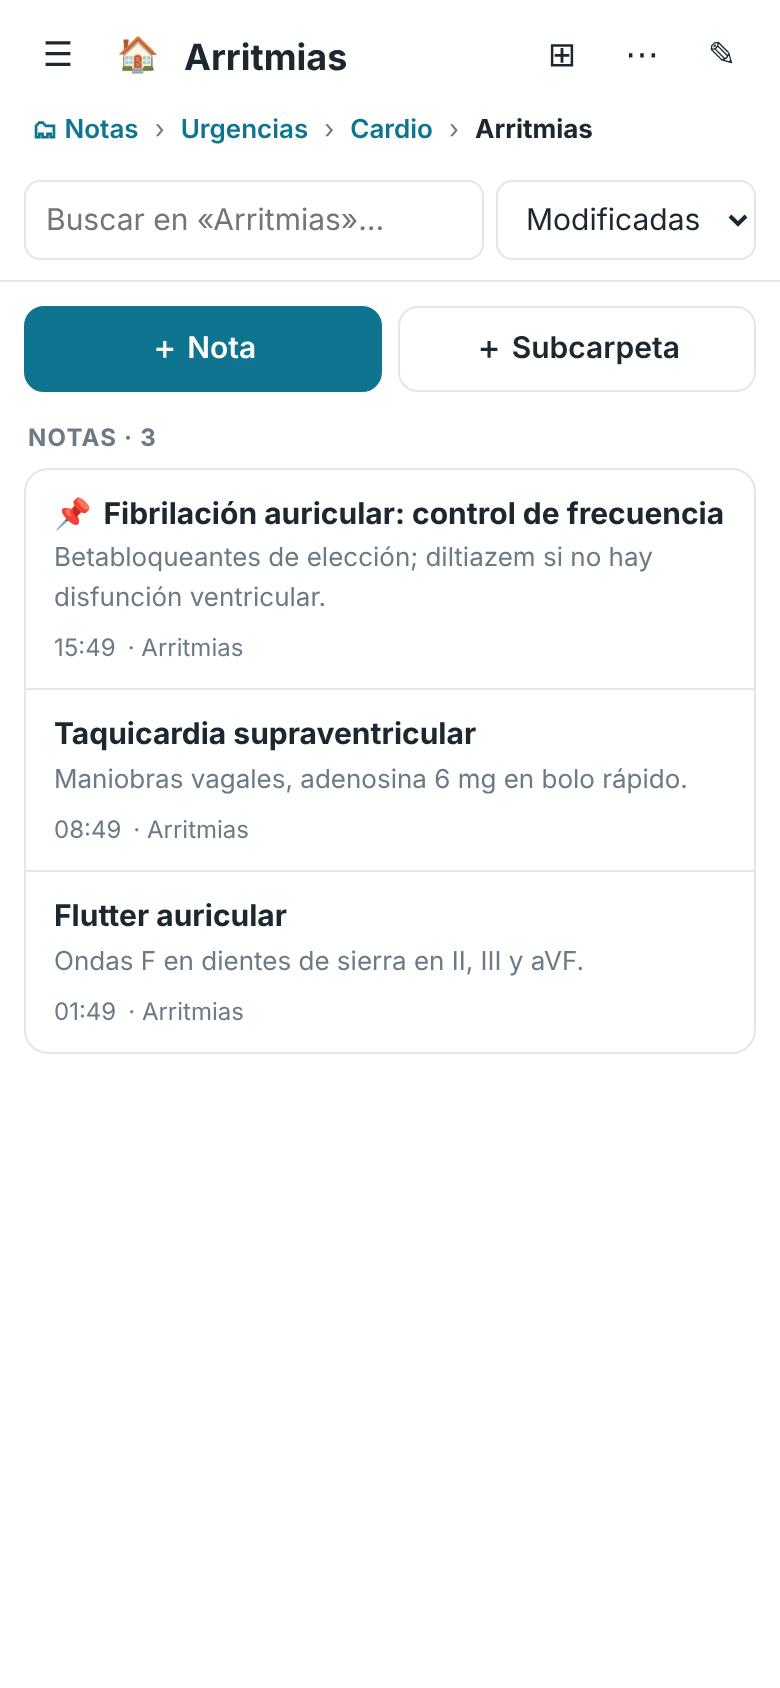 ☰ 🏠 Arritmias ⊞ ⋯ ✎
🗂 Notas › Urgencias › Cardio › Arritmias
Buscar en «Arritmias»... Modificadas
+ Nota + Subcarpeta
NOTAS · 3
📌 Fibrilación auricular: control de frecuencia
Betabloqueantes de elección; diltiazem si no hay
disfunción ventricular.
15:49 · Arritmias
Taquicardia supraventricular
Maniobras vagales, adenosina 6 mg en bolo rápido.
08:49 · Arritmias
Flutter auricular
Ondas F en dientes de sierra en II, III y aVF.
01:49 · Arritmias